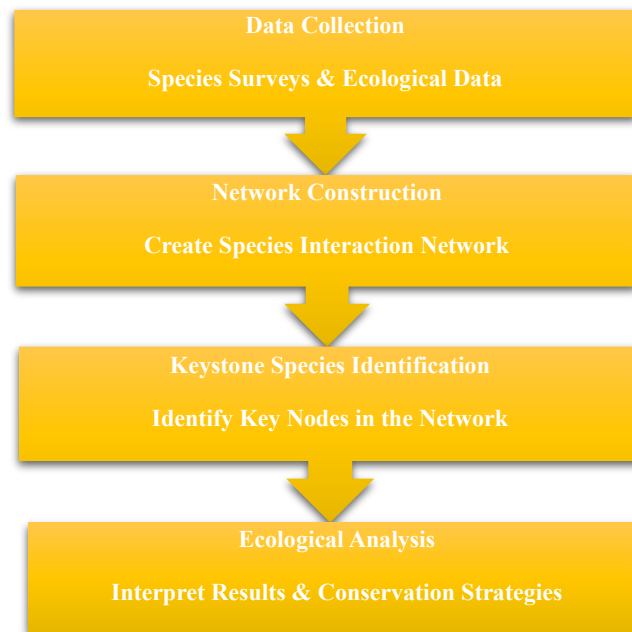 Data Collection
Species Surveys & Ecological Data
Network Construction
Create Species Interaction Network
Keystone Species Identification
Identify Key Nodes in the Network
Ecological Analysis
Interpret Results & Conservation Strategies